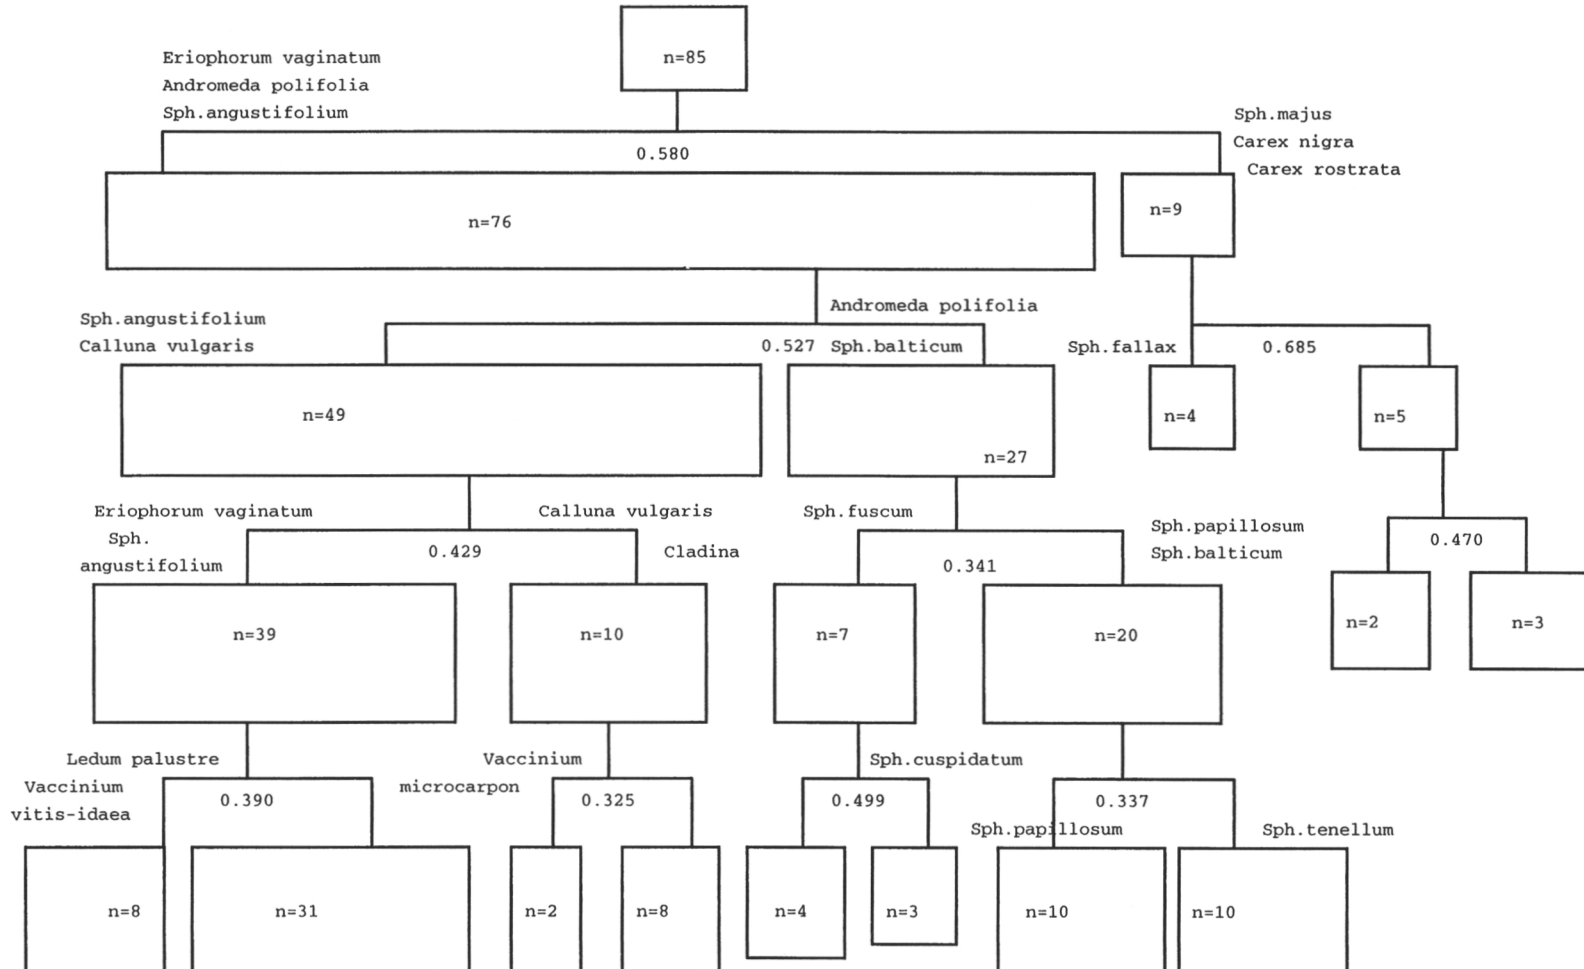 n=85
Eriophorum vaginatum
Andromeda polifolia
Sph.angustifolium
Sph.majus
Carex nigra
Carex rostrata
0.580
n=76
n=9
Andromeda polifolia
Sph.angustifolium
Calluna vulgaris
0.527
Sph.balticum
Sph.fallax
0.685
n=49
n=27
n=4
n=5
Eriophorum vaginatum
Sph.
angustifolium
0.429
Calluna vulgaris
Cladina
Sph.fuscum
0.341
Sph.papillosum
Sph.balticum
0.470
n=39
n=10
n=7
n=20
n=2
n=3
Ledum palustre
Vaccinium
vitis-idaea
0.390
Vaccinium
microcarpon
0.325
Sph.cuspidatum
0.499
0.337
Sph.papillosum
Sph.tenellum
n=8
n=31
n=2
n=8
n=4
n=3
n=10
n=10